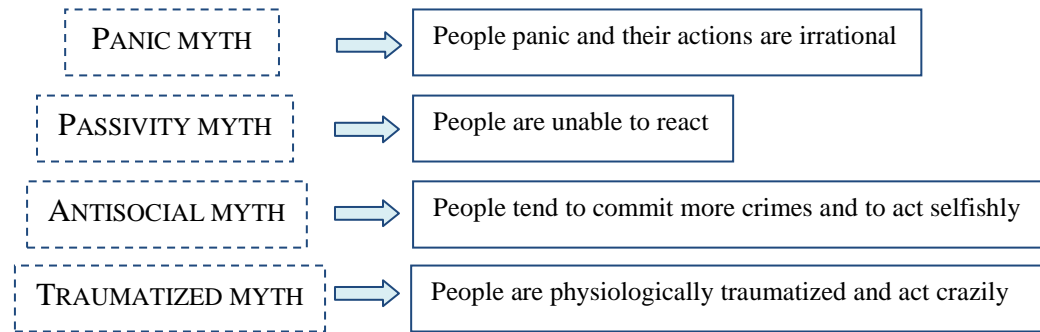 PANIC MYTH
People panic and their actions are irrational
PASSIVITY MYTH
People are unable to react
ANTISOCIAL MYTH
People tend to commit more crimes and to act selfishly
TRAUMATIZED MYTH
People are physiologically traumatized and act crazily